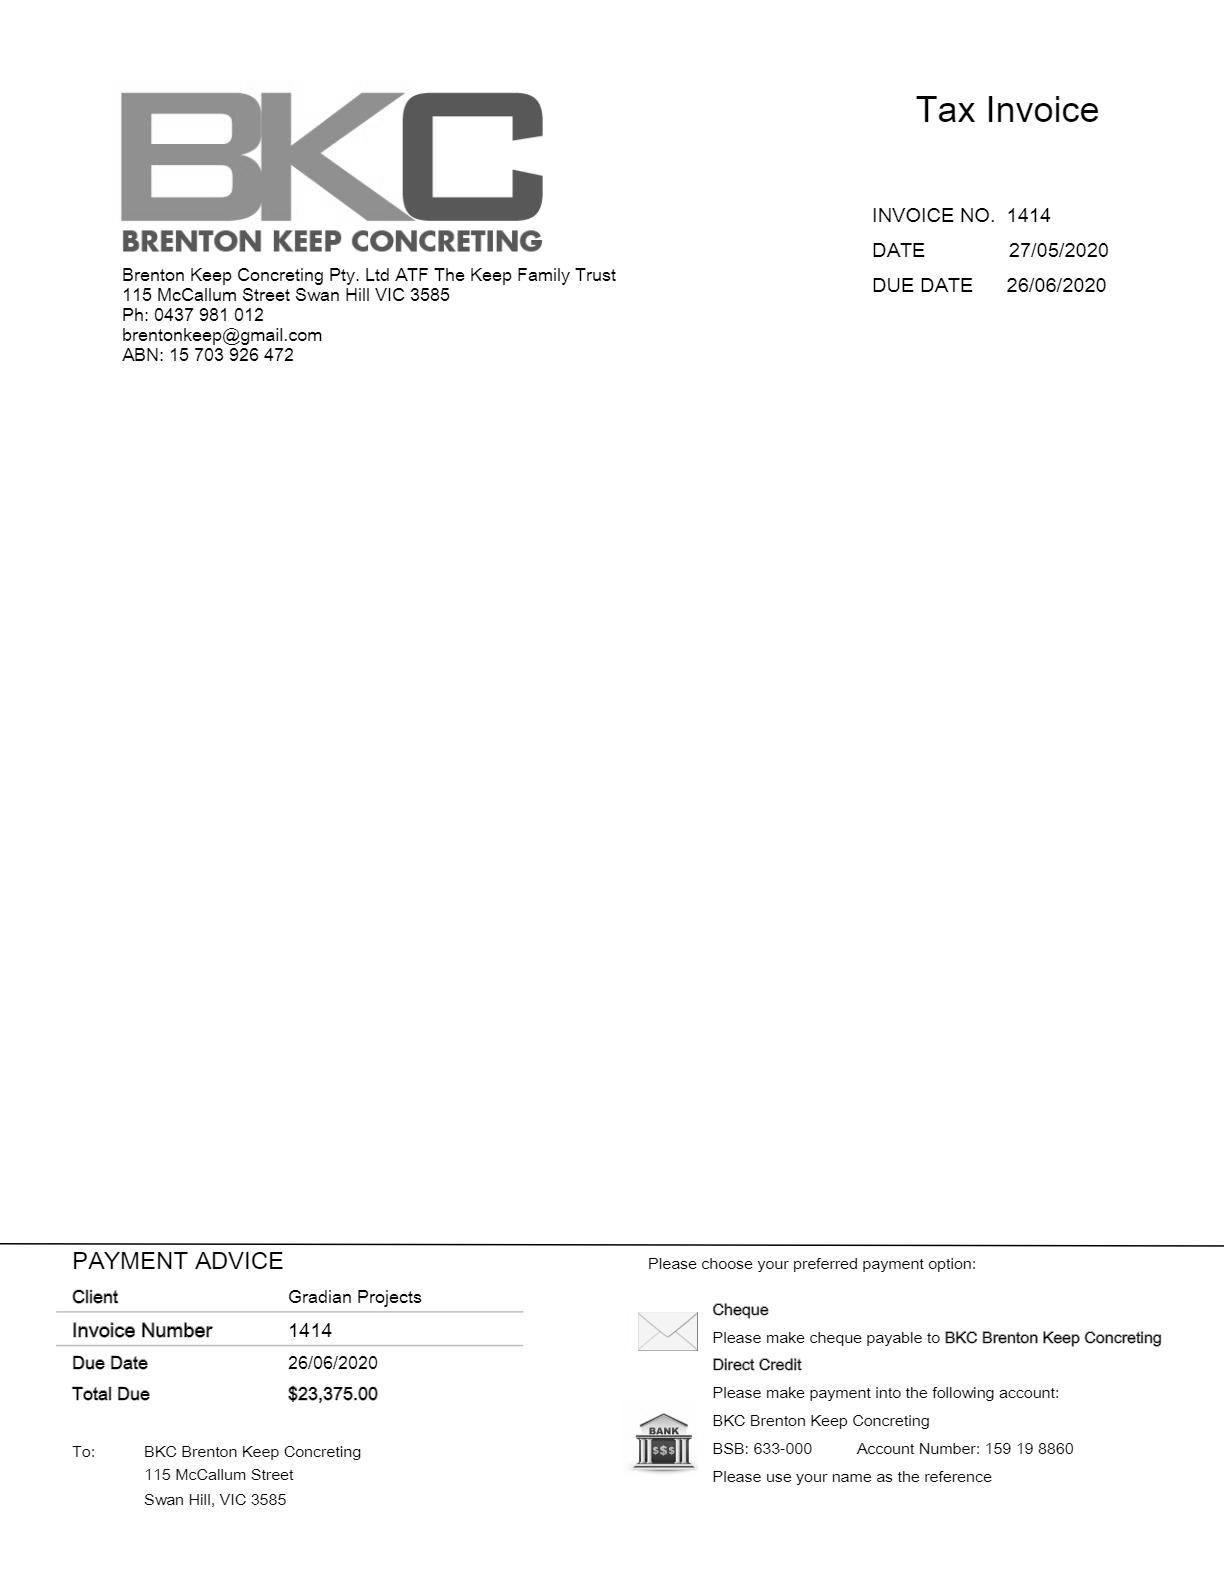 BKC
BRENTON KEEP CONCRETING
Brenton Keep Concreting Pty. Ltd ATF The Keep Family Trust
115 McCallum Street Swan Hill VIC 3585
Ph: 0437 981 012
brentonkeep@gmail.com
ABN: 15 703 926 472
Tax Invoice
INVOICE NO. 1414
DATE 27/05/2020
DUE DATE 26/06/2020
PAYMENT ADVICE
Client Gradian Projects
Invoice Number 1414
Due Date 26/06/2020
Total Due $23,375.00
To: BKC Brenton Keep Concreting
115 McCallum Street
Swan Hill, VIC 3585
Please choose your preferred payment option:
Cheque
Please make cheque payable to BKC Brenton Keep Concreting
Direct Credit
Please make payment into the following account:
BANK
$$$
BKC Brenton Keep Concreting
BSB: 633-000 Account Number: 159 19 8860
Please use your name as the reference